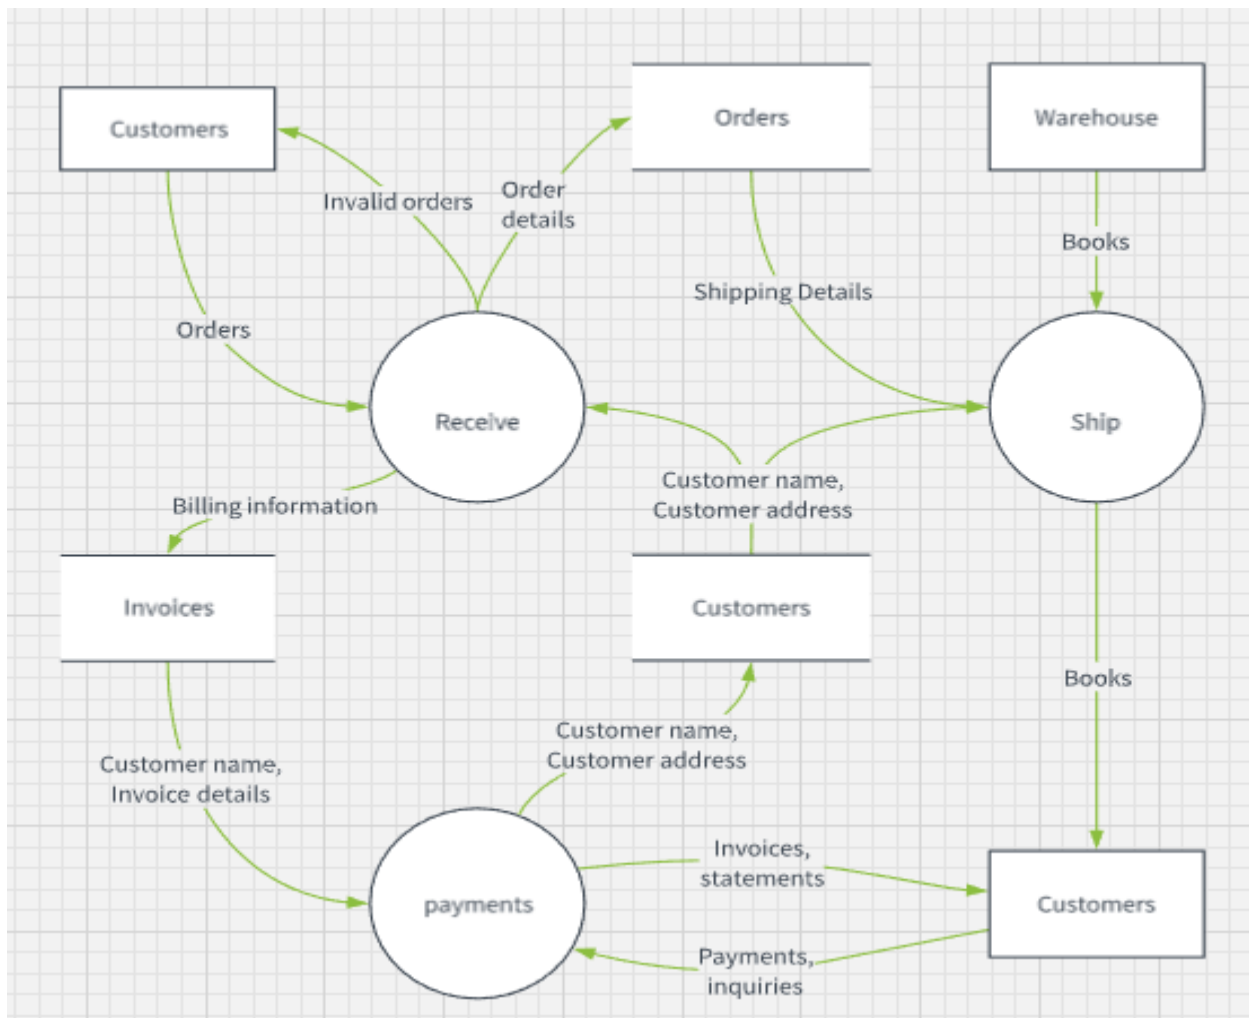 Customers
Orders
Warehouse
Invalid orders
Order
details
Books
Shipping Details
Orders
Receive
Ship
Customer name,
Customer address
Billing information
Invoices
Customers
Books
Customer name,
Customer address
Customer name,
Invoice details
Invoices,
statements
payments
Customers
Payments,
inquiries